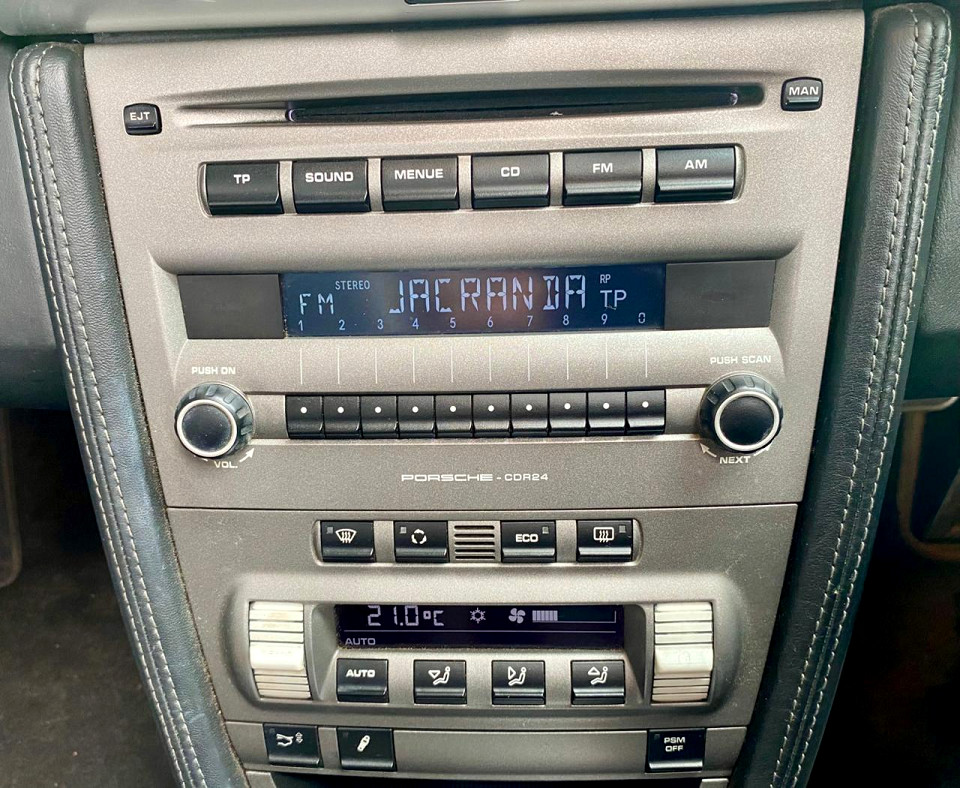 EJT
MAN
TP SOUND MENUE CD FM AM
STEREO RP
FM JACRANDA TP
1 2 3 4 5 6 7 8 9 0
PUSH ON
PUSH SCAN
VOL.
NEXT
PORSCHE - CDR24
ECO
21.0°C
AUTO
AUTO
PSM
OFF